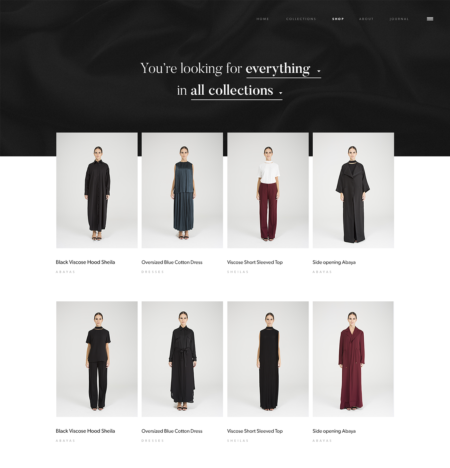 HOME COLLECTIONS SHOP ABOUT JOURNAL
You're looking for everything
in all collections
Black Viscose Hood Sheila
ABAYAS
Oversized Blue Cotton Dress
DRESSES
Viscose Short Sleeved Top
SHEILAS
Side opening Abaya
ABAYAS
Black Viscose Hood Sheila
ABAYAS
Oversized Blue Cotton Dress
DRESSES
Viscose Short Sleeved Top
SHEILAS
Side opening Abaya
ABAYAS